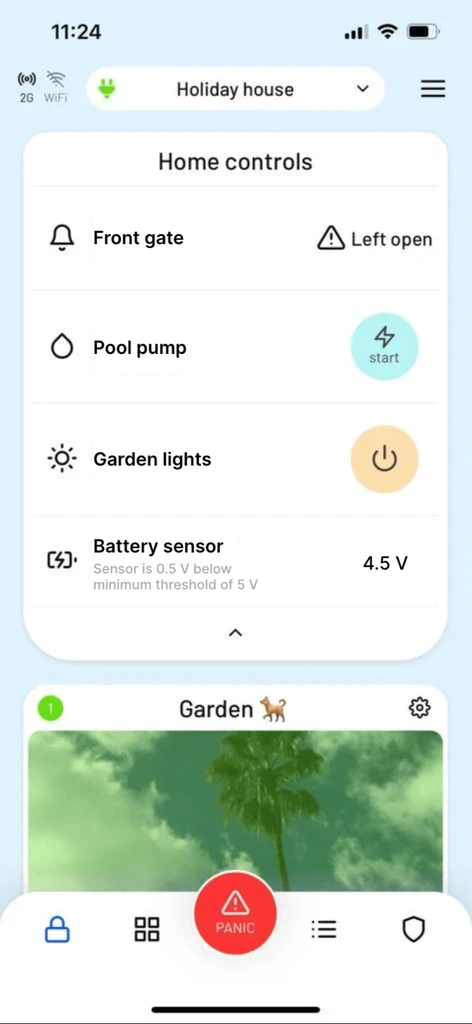 11:24
2G WiFi
Holiday house
Home controls
Front gate
Left open
Pool pump
start
Garden lights
Battery sensor
Sensor is 0.5 V below
minimum threshold of 5 V
4.5 V
1
Garden
PANIC